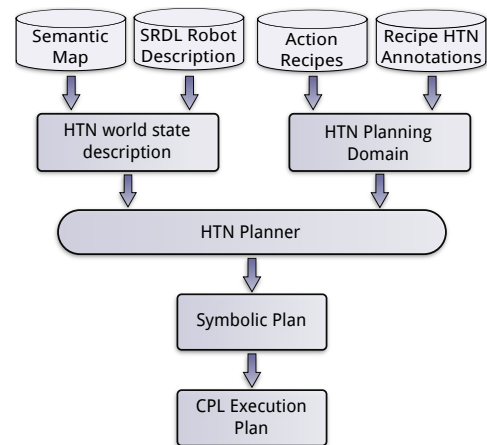 Semantic
Map
SRDL Robot
Description
Action
Recipes
Recipe HTN
Annotations
HTN world state
description
HTN Planning
Domain
HTN Planner
Symbolic Plan
CPL Execution
Plan